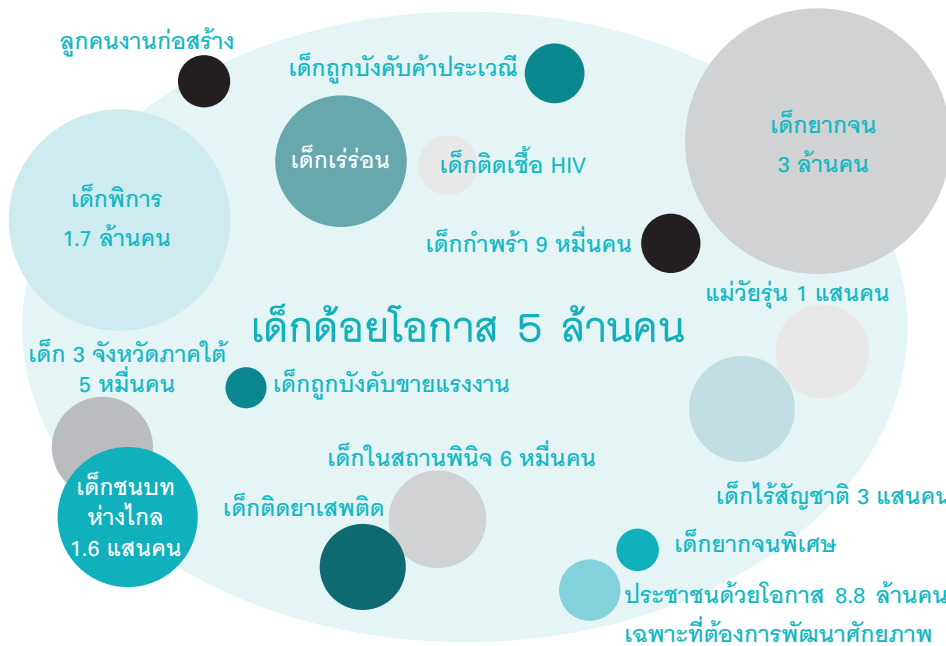 ลูกคนงานก่อสร้าง
เด็กถูกบังคับค้าประเวณี
เด็กยากจน
3 ล้านคน
เด็กเร่ร่อน
เด็กติดเชื้อ HIV
เด็กพิการ
1.7 ล้านคน
เด็กกำพร้า 9 หมื่นคน
แม่วัยรุ่น 1 แสนคน
เด็กด้อยโอกาส 5 ล้านคน
เด็ก 3 จังหวัดภาคใต้
5 หมื่นคน
เด็กถูกบังคับขายแรงงาน
เด็กในสถานพินิจ 6 หมื่นคน
เด็กชนบท
ห่างไกล
1.6 แสนคน
เด็กติดยาเสพติด
เด็กไร้สัญชาติ 3 แสนคน
เด็กยากจนพิเศษ
ประชาชนด้วยโอกาส 8.8 ล้านคน
เฉพาะที่ต้องการพัฒนาศักยภาพ